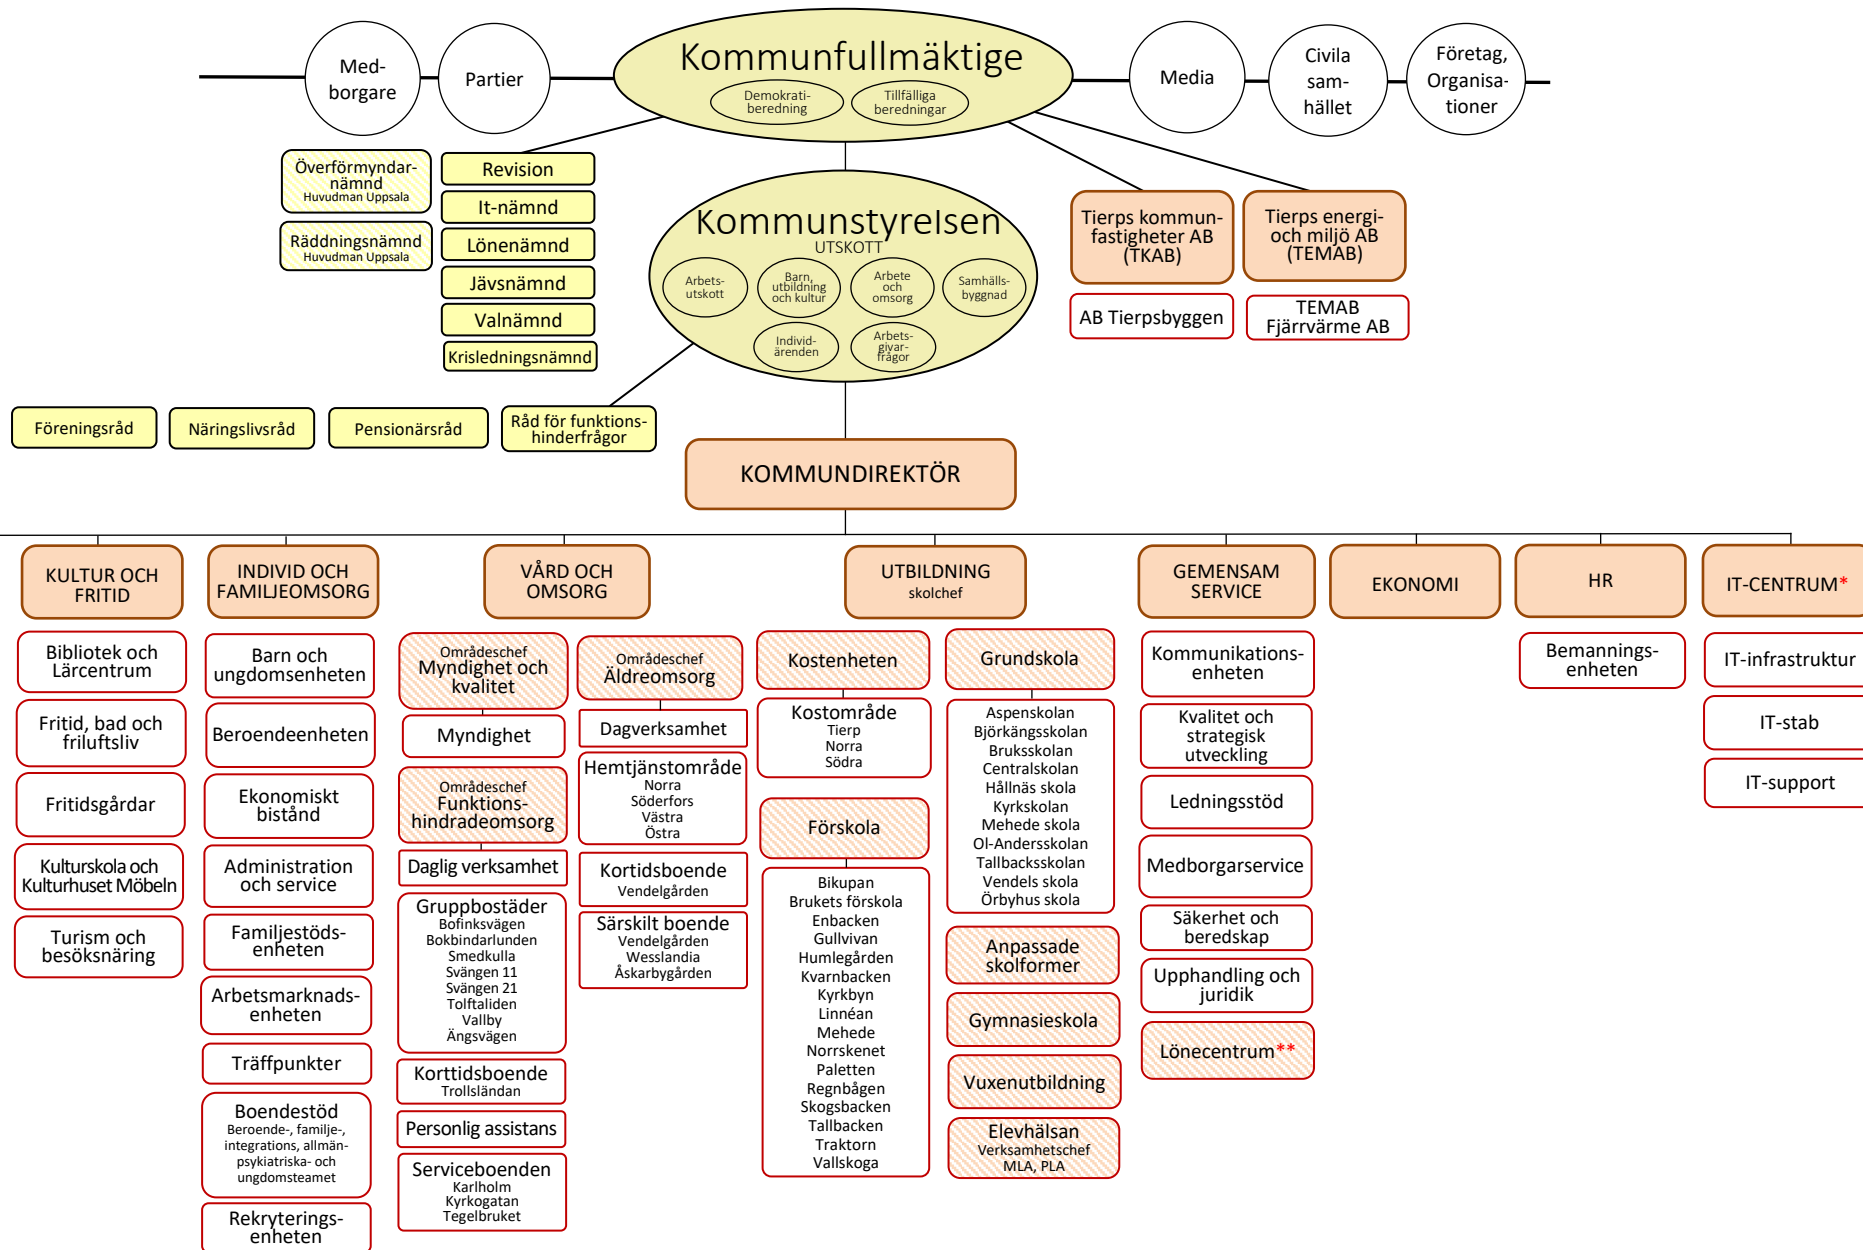 Med-
borgare
Partier
Kommunfullmäktige
Demokrati-
beredning
Tillfälliga
beredningar
Media
Civila
sam-
hället
Företag,
Organisa-
tioner
Överförmyndar-
nämnd
Huvudman Uppsala
Räddningsnämnd
Huvudman Uppsala
Revision
It-nämnd
Lönenämnd
Jävsnämnd
Valnämnd
Krisledningsnämnd
Kommunstyrelsen
UTSKOTT
Arbets-
utskott
Barn,
utbildning
och kultur
Arbete
och
omsorg
Samhälls-
byggnad
Individ-
ärenden
Arbets-
givar-
frågor
Tierps kommun-
fastigheter AB
(TKAB)
Tierps energi-
och miljö AB
(TEMAB)
AB Tierpsbyggen
TEMAB
Fjärrvärme AB
Föreningsråd
Näringslivsråd
Pensionärsråd
Råd för funktions-
hinderfrågor
KOMMUNDIREKTÖR
KULTUR OCH
FRITID
Bibliotek och
Lärcentrum
Fritid, bad och
friluftsliv
Fritidsgårdar
Kulturskola och
Kulturhuset Möbeln
Turism och
besöksnäring
INDIVID OCH
FAMILJEOMSORG
Barn och
ungdomsenheten
Beroendeenheten
Ekonomiskt
bistånd
Administration
och service
Familjestöds-
enheten
Arbetsmarknads-
enheten
Träffpunkter
Boendestöd
Beroende-, familje-,
integrations, allmän-
psykiatriska- och
ungdomsteamet
Rekryterings-
enheten
VÅRD OCH
OMSORG
Områdeschef
Myndighet och
kvalitet
Myndighet
Områdeschef
Funktions-
hindradeomsorg
Daglig verksamhet
Gruppbostäder
Bofinksvägen
Bokbindarlunden
Smedkulla
Svängen 11
Svängen 21
Tolftaliden
Vallby
Ängsvägen
Korttidsboende
Trollsländan
Personlig assistans
Serviceboenden
Karlholm
Kyrkogatan
Tegelbruket
Områdeschef
Äldreomsorg
Dagverksamhet
Hemtjänstområde
Norra
Söderfors
Västra
Östra
Kortidsboende
Vendelgården
Särskilt boende
Vendelgården
Wesslandia
Åskarbygården
UTBILDNING
skolchef
Kostenheten
Kostområde
Tierp
Norra
Södra
Förskola
Bikupan
Brukets förskola
Enbacken
Gullvivan
Humlegården
Kvarnbacken
Kyrkbyn
Linnéan
Mehede
Norrskenet
Paletten
Regnbågen
Skogsbacken
Tallbacken
Traktorn
Vallskoga
Grundskola
Aspenskolan
Björkängsskolan
Bruksskolan
Centralskolan
Hållnäs skola
Kyrkskolan
Mehede skola
Ol-Andersskolan
Tallbacksskolan
Vendels skola
Örbyhus skola
Anpassade
skolformer
Gymnasieskola
Vuxenutbildning
Elevhälsan
Verksamhetschef
MLA, PLA
GEMENSAM
SERVICE
Kommunikations-
enheten
Kvalitet och
strategisk
utveckling
Ledningsstöd
Medborgarservice
Säkerhet och
beredskap
Upphandling och
juridik
Lönecentrum**
EKONOMI
HR
Bemannings-
enheten
IT-CENTRUM*
IT-infrastruktur
IT-stab
IT-support